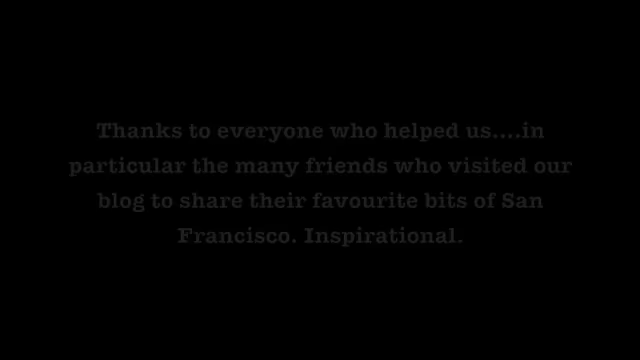 Thanks to everyone who helped us....in
particular the many friends who visited our
blog to share their favourite bits of San
Francisco. Inspirational.